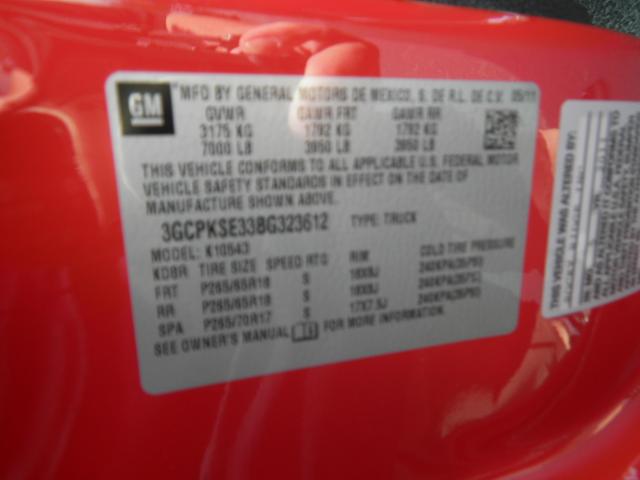 GM
MFD BY GENERAL MOTORS DE MEXICO, S. DE R.L. DE C.V. 05/11
GVWR GAWR FRT GAWR RR
3175 KG 1792 KG 1792 KG
7000 LB 3950 LB 3950 LB
THIS VEHICLE CONFORMS TO ALL APPLICABLE U.S. FEDERAL MOTOR
VEHICLE SAFETY STANDARDS IN EFFECT ON THE DATE OF
MANUFACTURE SHOWN ABOVE.
3GCPKSE33BG323612 TYPE: TRUCK
MODEL: K10543
KDBR TIRE SIZE SPEED RTG RIM COLD TIRE PRESSURE
FRT P265/65R18 S 18X8J 240KPA(35PSI)
RR P265/65R18 S 18X8J 240KPA(35PSI)
SPA P265/70R17 S 17X7.5J 240KPA(35PSI)
SEE OWNER'S MANUAL FOR MORE INFORMATION.
THIS VEHICLE WAS ALTERED BY: